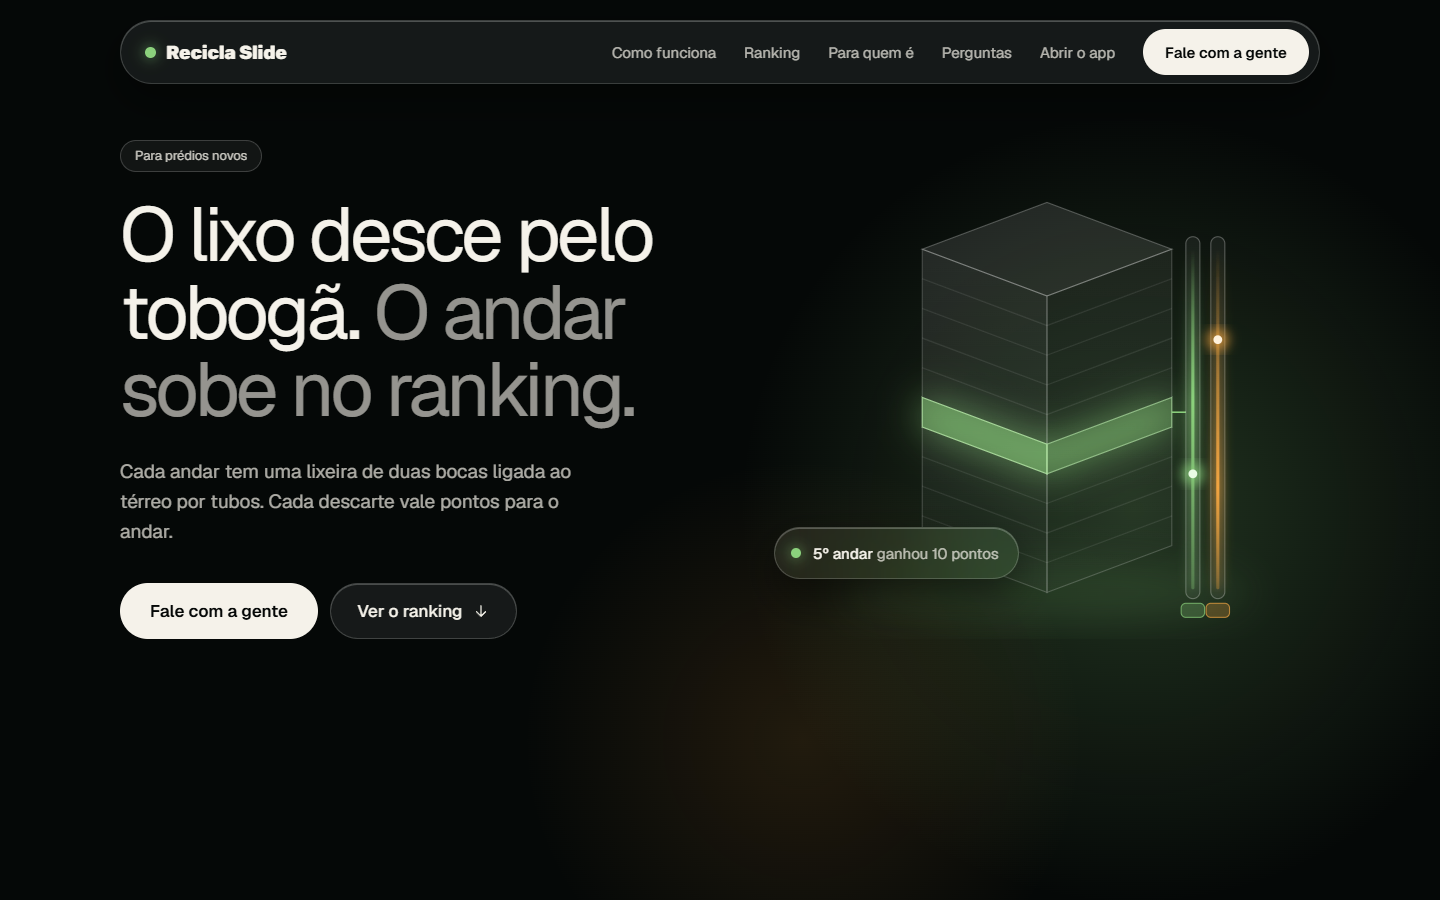 Recicla Slide
Como funciona
Ranking
Para quem é
Perguntas
Abrir o app
Fale com a gente
Para prédios novos
O lixo desce pelo
tobogã. O andar
sobe no ranking.
Cada andar tem uma lixeira de duas bocas ligada ao
térreo por tubos. Cada descarte vale pontos para o
andar.
5º andar ganhou 10 pontos
Fale com a gente
Ver o ranking ↓